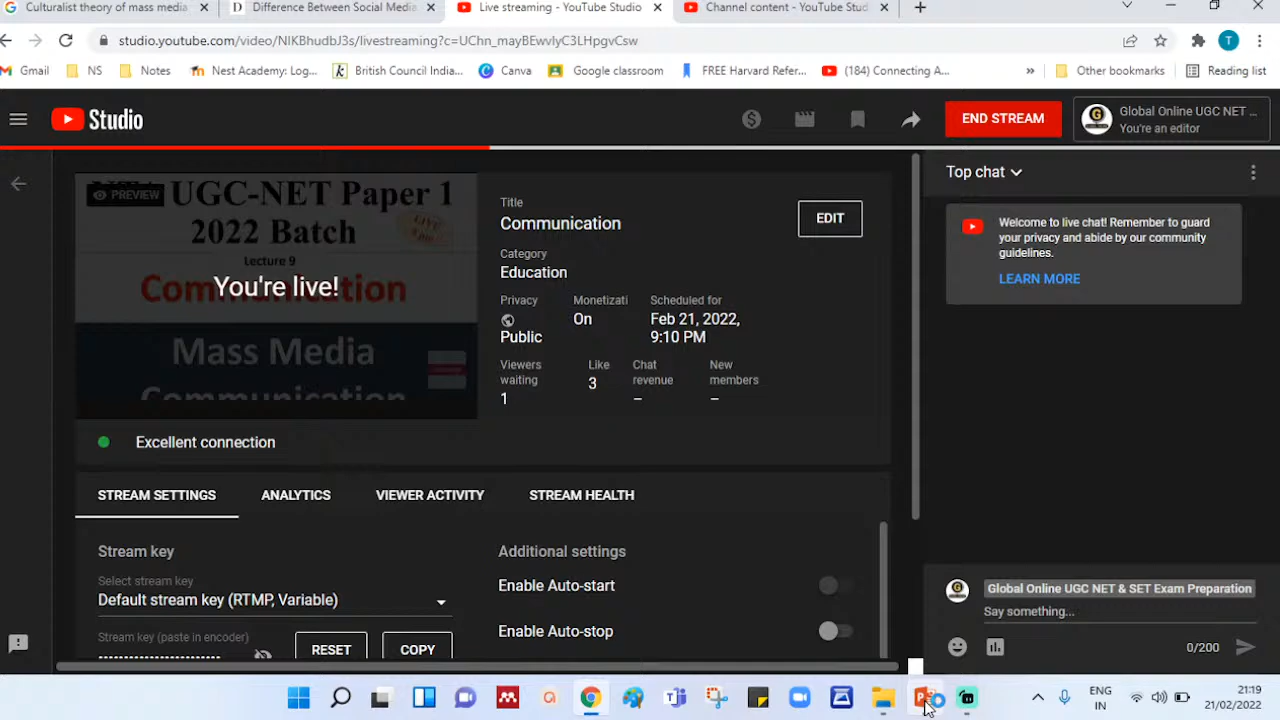 Culturalist theory of mass media
Difference Between Social Media
Live streaming - YouTube Studio
Channel content - YouTube Stud
studio.youtube.com/video/NIKBhudbJ3s/livestreaming?c=UChn_mayBEwvIyC3LHpgvCsw
T
Gmail
NS
Notes
Nest Academy: Log...
British Council India...
Canva
Google classroom
FREE Harvard Refer...
(184) Connecting A...
»
Other bookmarks
Reading list
Studio
END STREAM
Global Online UGC NET ...
You're an editor
PREVIEW
UGC-NET Paper 1
2022 Batch
Lecture 9
Communication
You're live!
Mass Media
Communication
Title
Communication
EDIT
Category
Education
Privacy
Public
Monetizati
On
Scheduled for
Feb 21, 2022,
9:10 PM
Viewers
waiting
1
Like
3
Chat
revenue
–
New
members
–
Excellent connection
STREAM SETTINGS
ANALYTICS
VIEWER ACTIVITY
STREAM HEALTH
Stream key
Select stream key
Default stream key (RTMP, Variable)
Stream key (paste in encoder)
RESET
COPY
Additional settings
Enable Auto-start
Enable Auto-stop
Top chat
Welcome to live chat! Remember to guard
your privacy and abide by our community
guidelines.
LEARN MORE
Global Online UGC NET & SET Exam Preparation
Say something...
0/200
ENG
IN
21:19
21/02/2022